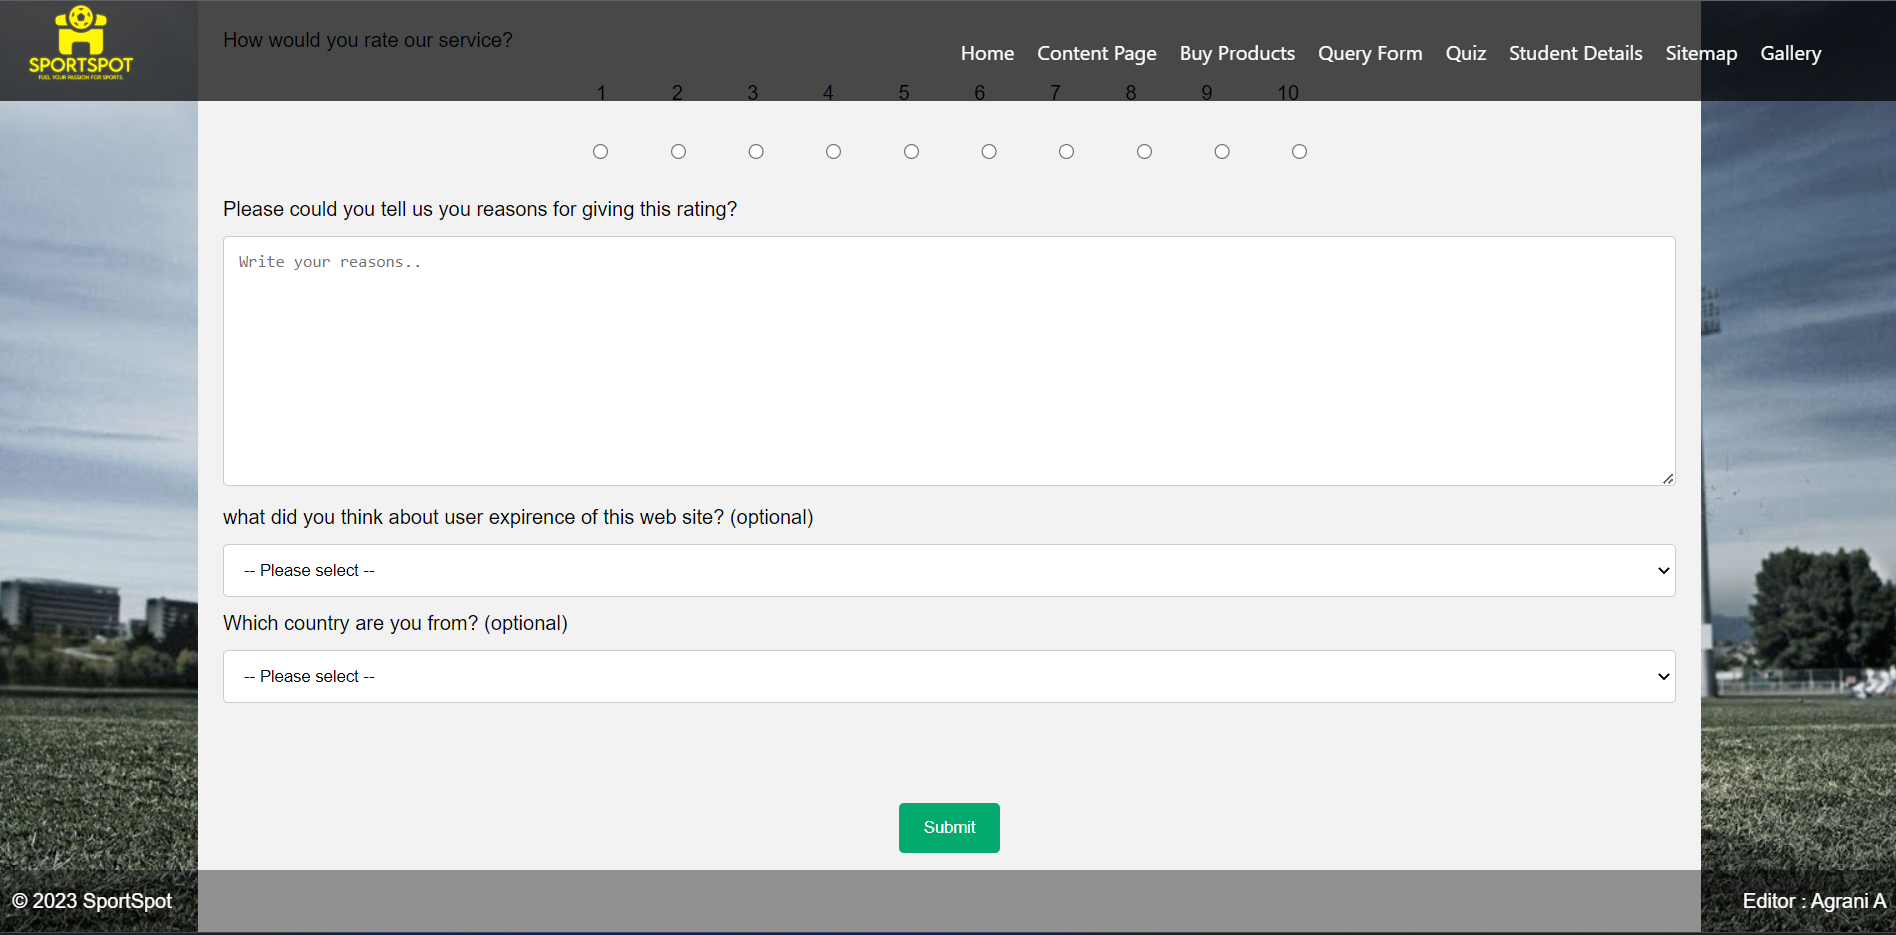 SPORTSPOT
FUEL YOUR PASSION FOR SPORTS.
Home Content Page Buy Products Query Form Quiz Student Details Sitemap Gallery
How would you rate our service?
1 2 3 4 5 6 7 8 9 10
Please could you tell us you reasons for giving this rating?
Write your reasons..
what did you think about user expirence of this web site? (optional)
-- Please select --
Which country are you from? (optional)
-- Please select --
Submit
© 2023 SportSpot
Editor : Agrani A